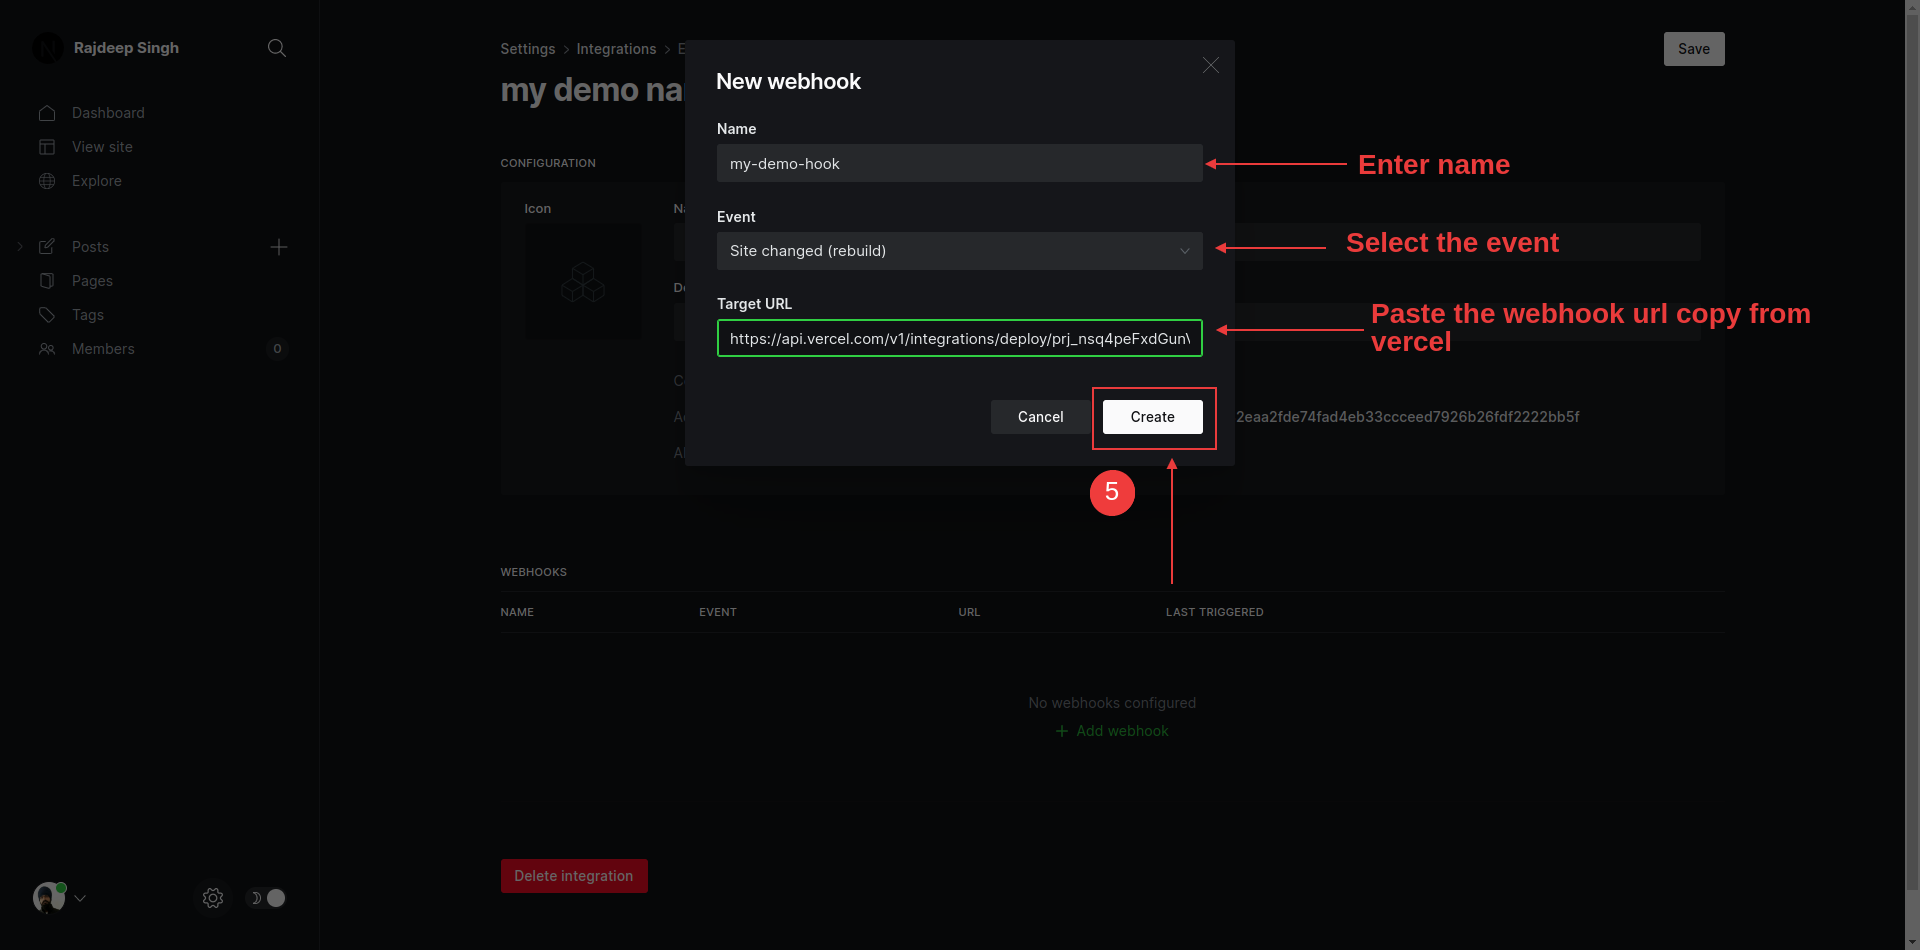 Rajdeep Singh
Dashboard
View site
Explore
Posts
Pages
Tags
Members
0
Settings
Integrations
Save
my demo
CONFIGURATION
Icon
New webhook
Name
my-demo-hook
Enter name
Event
Site changed (rebuild)
Select the event
Target URL
https://api.vercel.com/v1/integrations/deploy/prj_nsq4peFxdGun
Paste the webhook url copy from
vercel
Cancel
Create
2eaa2fde74fad4eb33ccceed7926b26fdf2222bb5f
5
WEBHOOKS
NAME
EVENT
URL
LAST TRIGGERED
No webhooks configured
Add webhook
Delete integration